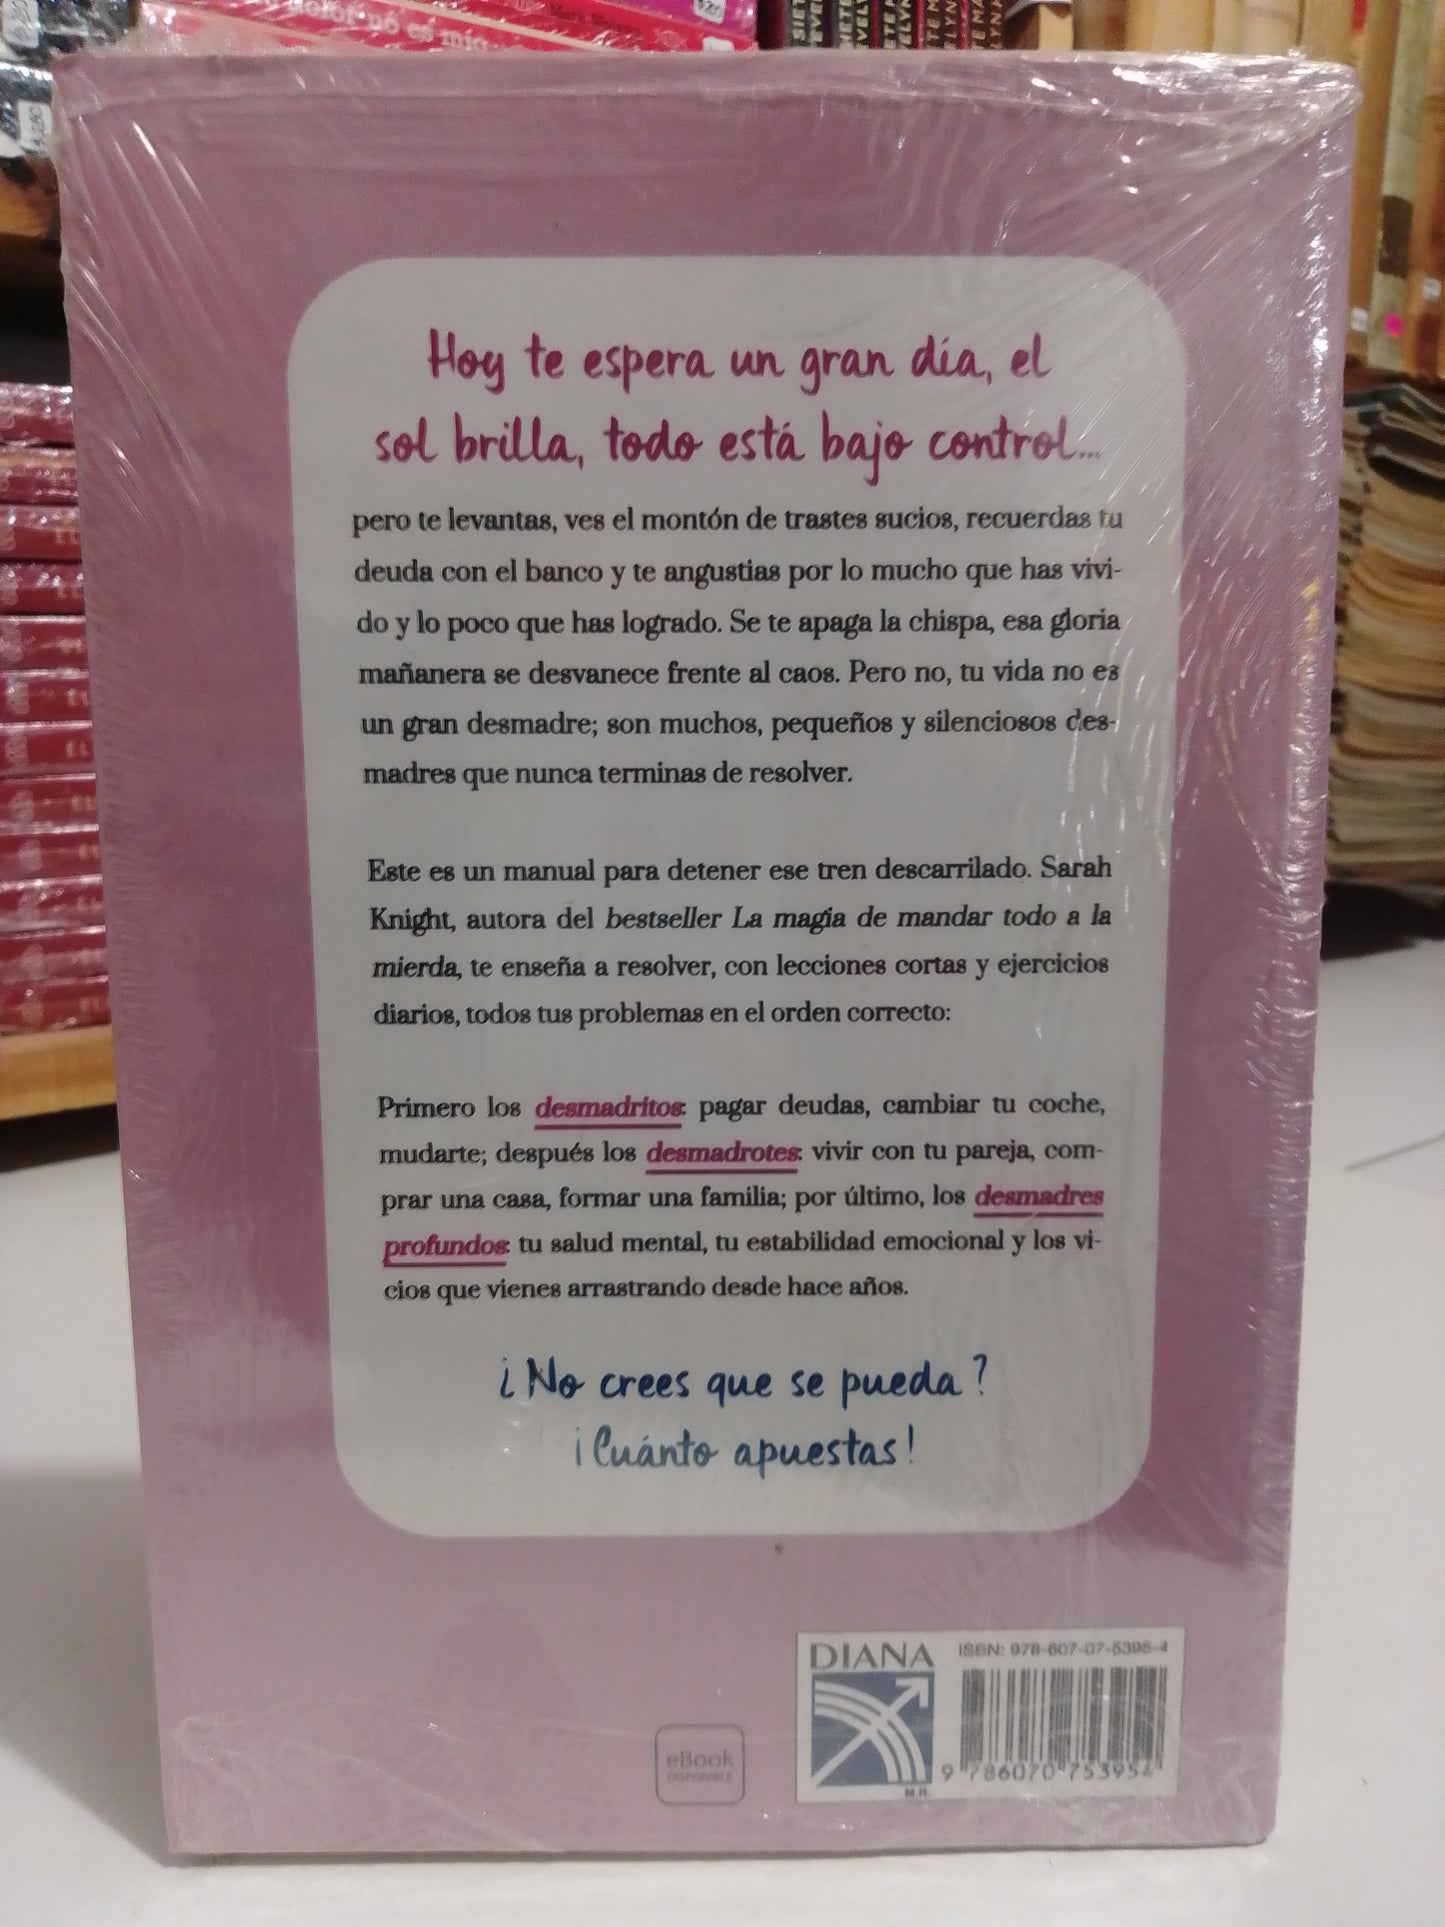 Hoy te espera un gran día, el
sol brilla, todo está bajo control...
pero te levantas, ves el montón de trastes sucios, recuerdas tu
deuda con el banco y te angustias por lo mucho que has vivi-
do y lo poco que has logrado. Se te apaga la chispa, esa gloria
mañanera se desvanece frente al caos. Pero no, tu vida no es
un gran desmadre; son muchos, pequeños y silenciosos des-
madres que nunca terminas de resolver.
Este es un manual para detener ese tren descarrilado. Sarah
Knight, autora del bestseller La magia de mandar todo a la
mierda, te enseña a resolver, con lecciones cortas y ejercicios
diarios, todos tus problemas en el orden correcto:
Primero los desmadritos: pagar deudas, cambiar tu coche,
mudarte; después los desmadrotes: vivir con tu pareja, com-
prar una casa, formar una familia; por último, los desmadres
profundos: tu salud mental, tu estabilidad emocional y los vi-
cios que vienes arrastrando desde hace años.
¿No crees que se pueda?
¡Cuánto apuestas!
DIANA
ISBN: 978-607-07-5395-4
9 786070 753954
M.R.
eBook
DISPONIBLE